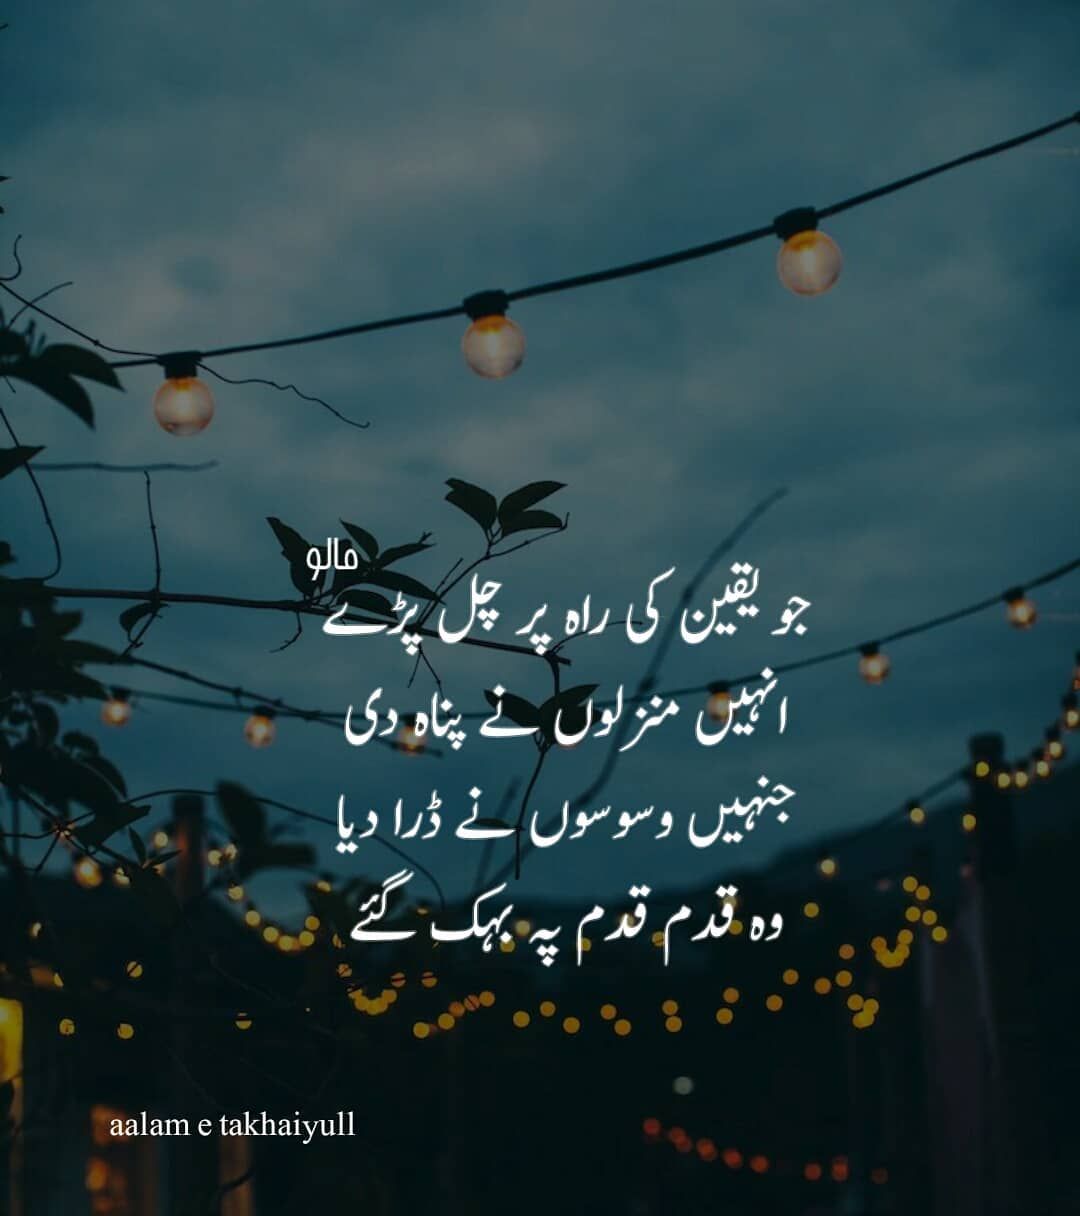 مالو
جو یقین کی راہ پر چل پڑے
انہیں منزلوں نے پناہ دی
جنہیں وسوسوں نے ڈرا دیا
وہ قدم قدم پہ بہک گئے
aalam e takhaiyull